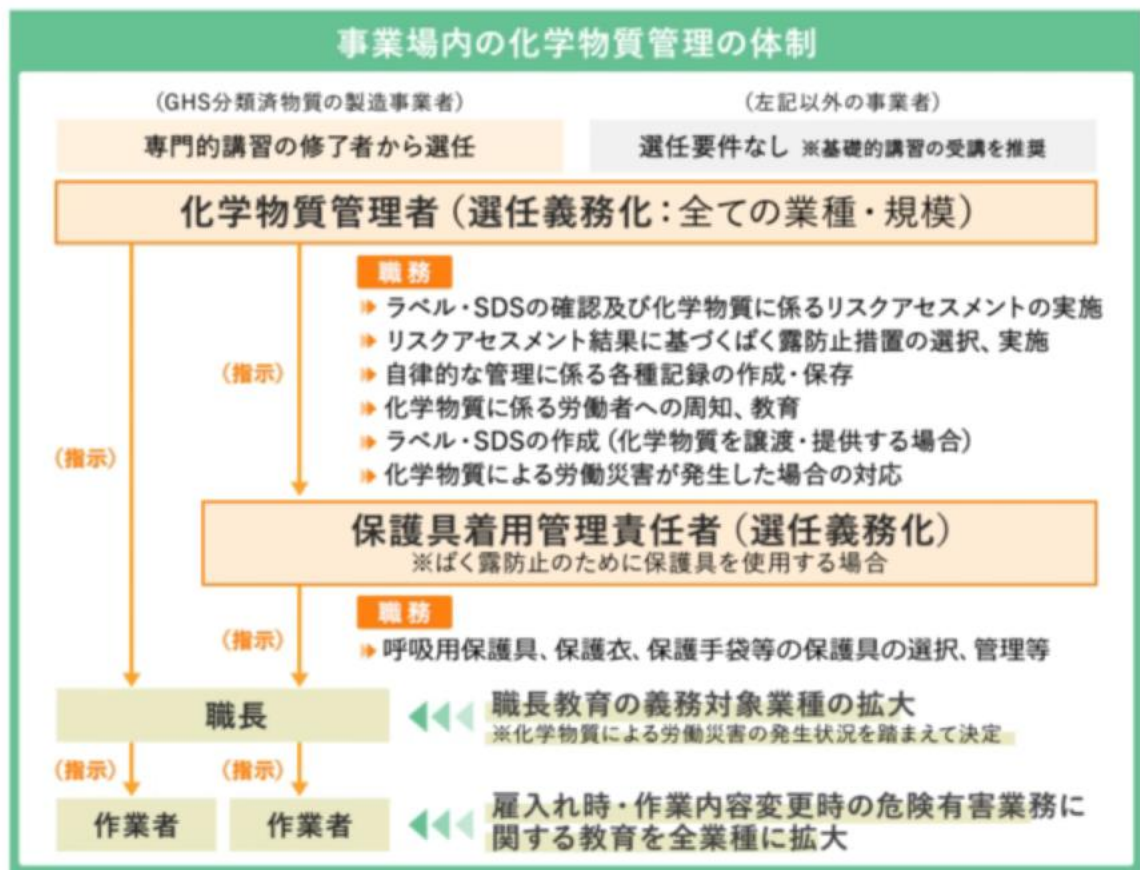 事業場内の化学物質管理の体制
(GHS分類済物質の製造事業者)
(左記以外の事業者)
専門的講習の修了者から選任
選任要件なし ※基礎的講習の受講を推奨
化学物質管理者(選任義務化:全ての業種・規模)
職務
ラベル・SDSの確認及び化学物質に係るリスクアセスメントの実施
リスクアセスメント結果に基づくばく露防止措置の選択、実施
(指示)
自律的な管理に係る各種記録の作成・保存
化学物質に係る労働者への周知、教育
ラベル・SDSの作成(化学物質を譲渡・提供する場合)
(指示)
化学物質による労働災害が発生した場合の対応
保護具着用管理責任者(選任義務化)
※ばく露防止のために保護具を使用する場合
職務
(指示)
呼吸用保護具、保護衣、保護手袋等の保護具の選択、管理等
職長
職長教育の義務対象業種の拡大
※化学物質による労働災害の発生状況を踏まえて決定
(指示)
(指示)
作業者
作業者
雇入れ時・作業内容変更時の危険有害業務に
関する教育を全業種に拡大